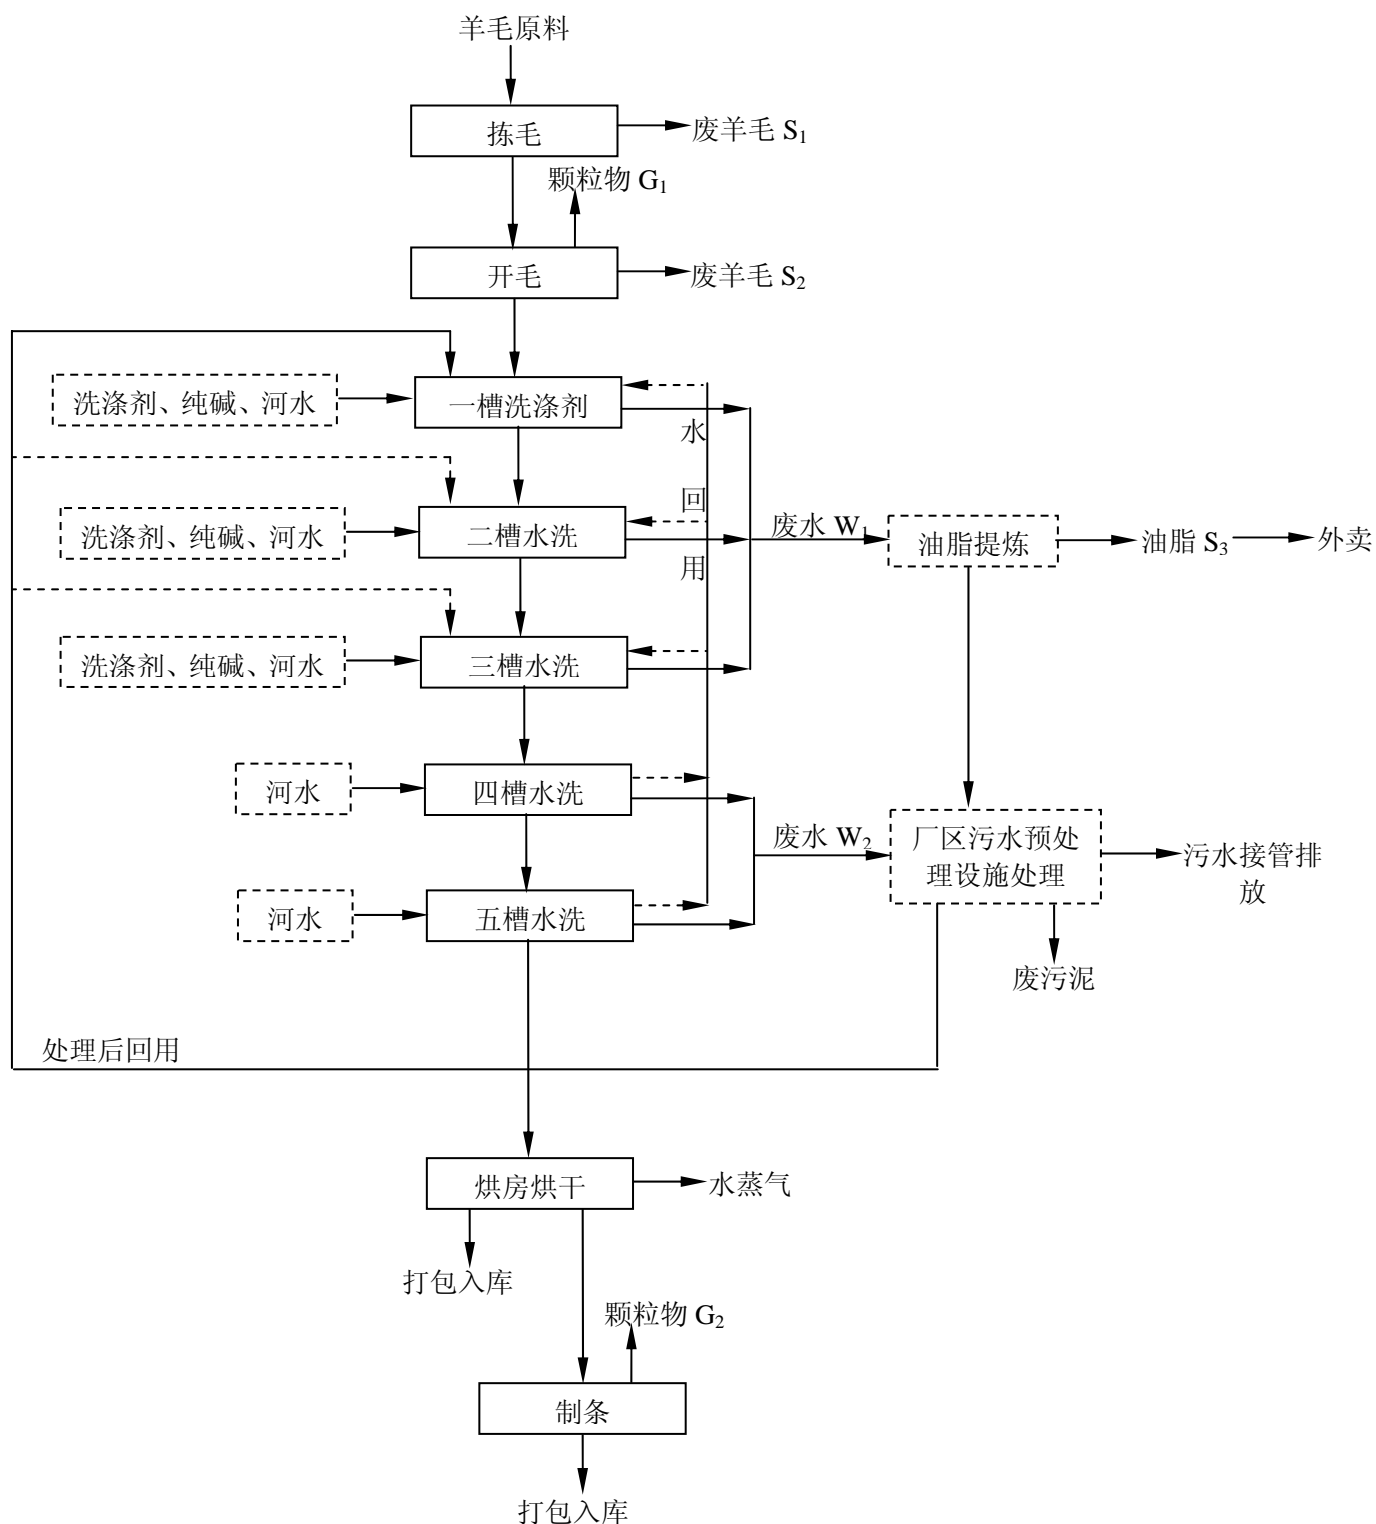 羊毛原料
拣毛
废羊毛 S₁
颗粒物 G₁
开毛
废羊毛 S₂
洗涤剂、纯碱、河水
一槽洗涤剂
水
回
用
洗涤剂、纯碱、河水
二槽水洗
废水 W₁
油脂提炼
油脂 S₃
外卖
洗涤剂、纯碱、河水
三槽水洗
河水
四槽水洗
废水 W₂
厂区污水预处
理设施处理
污水接管排
放
河水
五槽水洗
废污泥
处理后回用
烘房烘干
水蒸气
打包入库
颗粒物 G₂
制条
打包入库